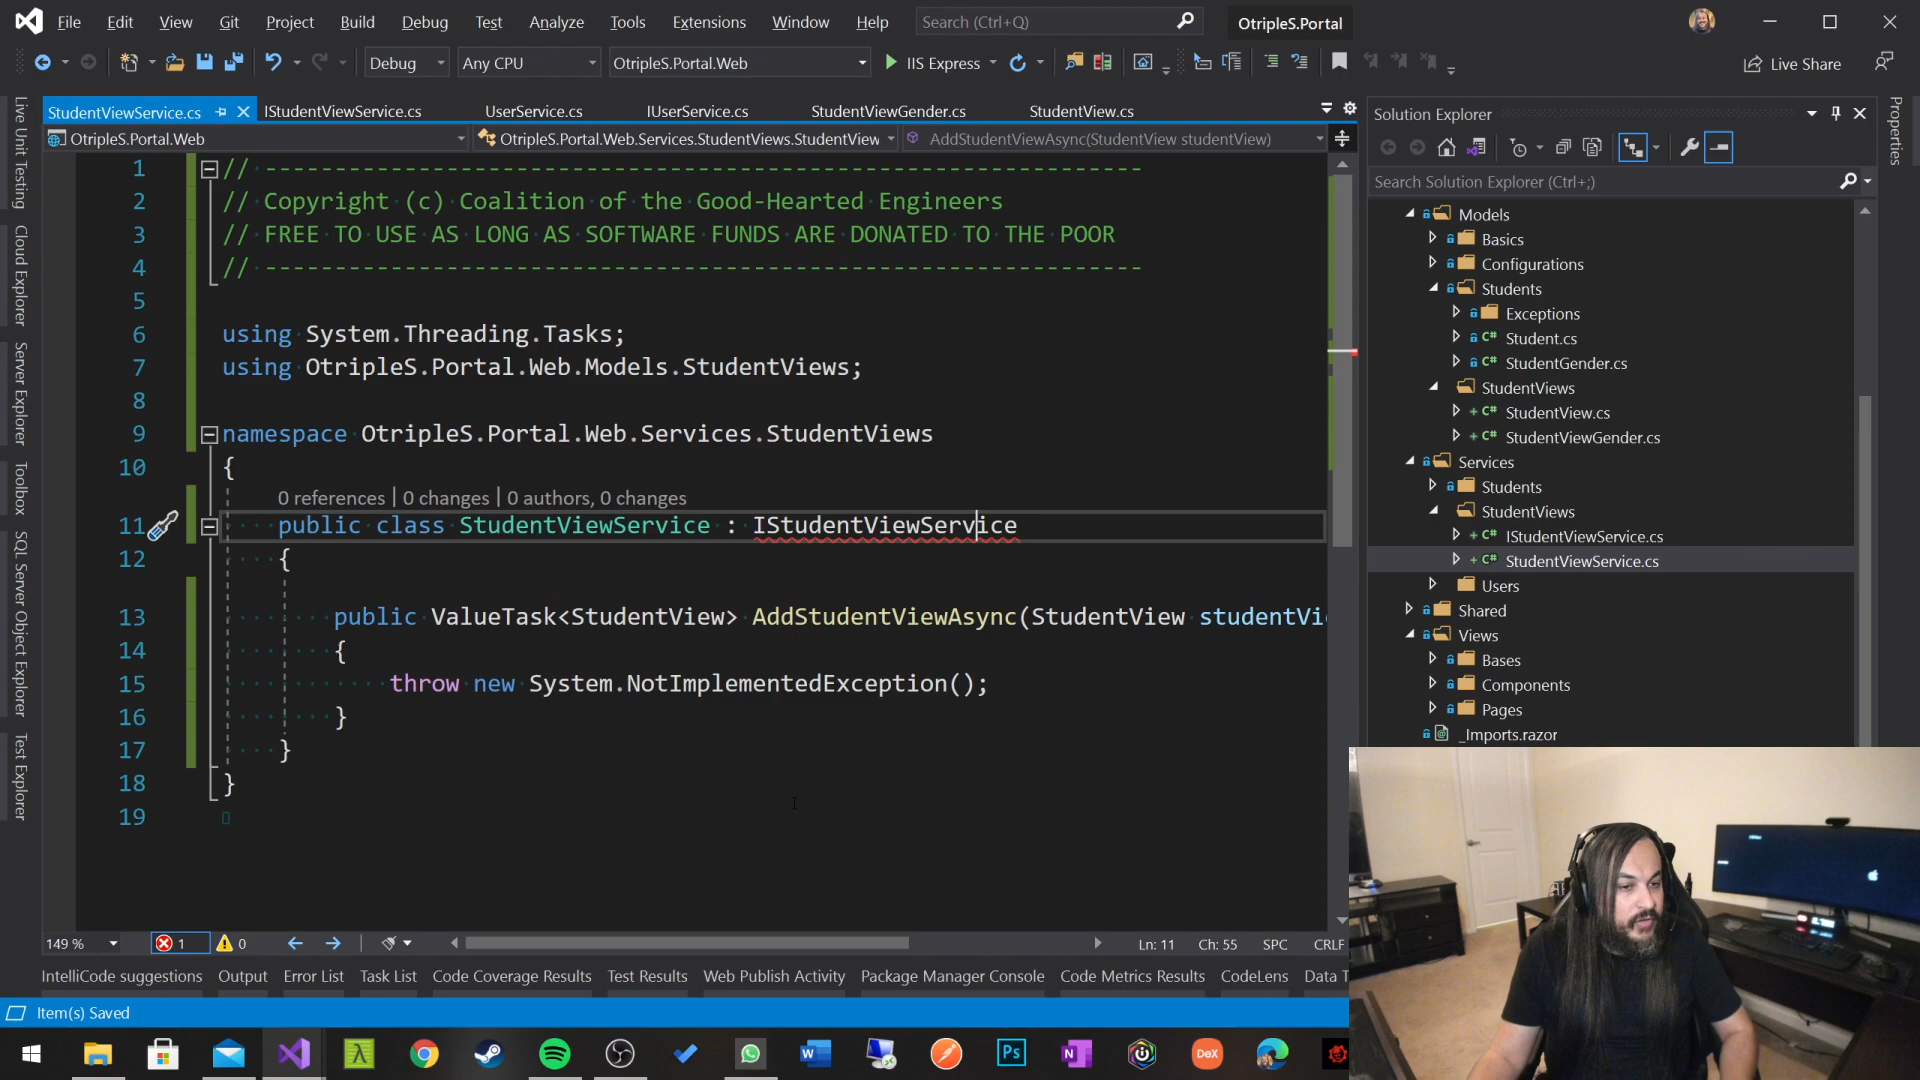 File Edit View Git Project Build Debug Test Analyze Tools Extensions Window Help Search (Ctrl+Q) OtripleS.Portal
Debug Any CPU OtripleS.Portal.Web IIS Express Live Share
StudentViewService.cs IStudentViewService.cs UserService.cs IUserService.cs StudentViewGender.cs StudentView.cs
OtripleS.Portal.Web OtripleS.Portal.Web.Services.StudentViews.StudentView AddStudentViewAsync(StudentView studentView)
1 // -----------------------------------------------------------
2 // Copyright (c) Coalition of the Good-Hearted Engineers
3 // FREE TO USE AS LONG AS SOFTWARE FUNDS ARE DONATED TO THE POOR
4 // -----------------------------------------------------------
5
6 using System.Threading.Tasks;
7 using OtripleS.Portal.Web.Models.StudentViews;
8
9 namespace OtripleS.Portal.Web.Services.StudentViews
10 {
0 references | 0 changes | 0 authors, 0 changes
11 public class StudentViewService : IStudentViewService
12 {
13 public ValueTask<StudentView> AddStudentViewAsync(StudentView studentVi
14 {
15 throw new System.NotImplementedException();
16 }
17 }
18 }
19
149 % 1 0 Ln: 11 Ch: 55 SPC CRLF
IntelliCode suggestions Output Error List Task List Code Coverage Results Test Results Web Publish Activity Package Manager Console Code Metrics Results CodeLens Data T
Item(s) Saved
Live Unit Testing
Cloud Explorer
Server Explorer
Toolbox
SQL Server Object Explorer
Test Explorer
Solution Explorer
Search Solution Explorer (Ctrl+;)
Models
Basics
Configurations
Students
Exceptions
C# Student.cs
C# StudentGender.cs
StudentViews
C# StudentView.cs
C# StudentViewGender.cs
Services
Students
StudentViews
C# IStudentViewService.cs
C# StudentViewService.cs
Users
Shared
Views
Bases
Components
Pages
_Imports.razor
Properties
W Ps N DeX